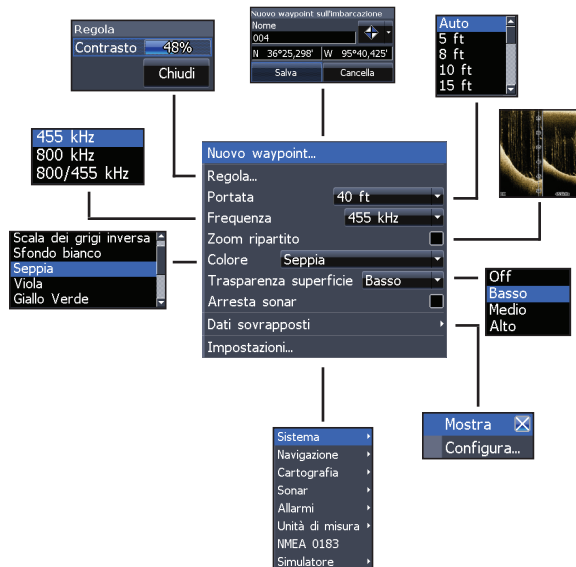 Regola
Contrasto 48%
Chiudi
Nuovo waypoint sull'imbarcazione
Nome
004
N 36°25,298' W 95°40,425'
Salva Cancella
Auto
5 ft
8 ft
10 ft
15 ft
455 kHz
800 kHz
800/455 kHz
Nuovo waypoint...
Regola...
Portata 40 ft
Frequenza 455 kHz
Zoom ripartito
Colore Seppia
Trasparenza superficie Basso
Arresta sonar
Dati sovrapposti
Impostazioni...
Scala dei grigi inversa
Sfondo bianco
Seppia
Viola
Giallo Verde
Off
Basso
Medio
Alto
Mostra
Configura...
Sistema
Navigazione
Cartografia
Sonar
Allarmi
Unità di misura
NMEA 0183
Simulatore